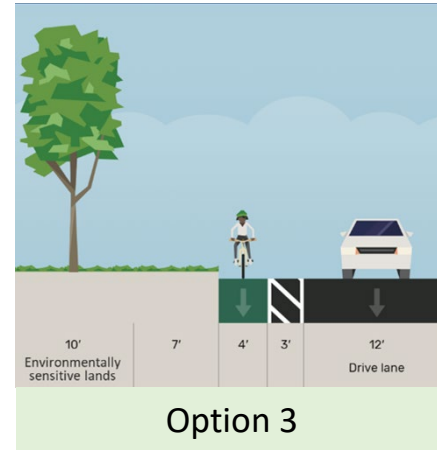 10' 7' 4' 3' 12'
Environmentally
sensitive lands
Drive lane
Option 3